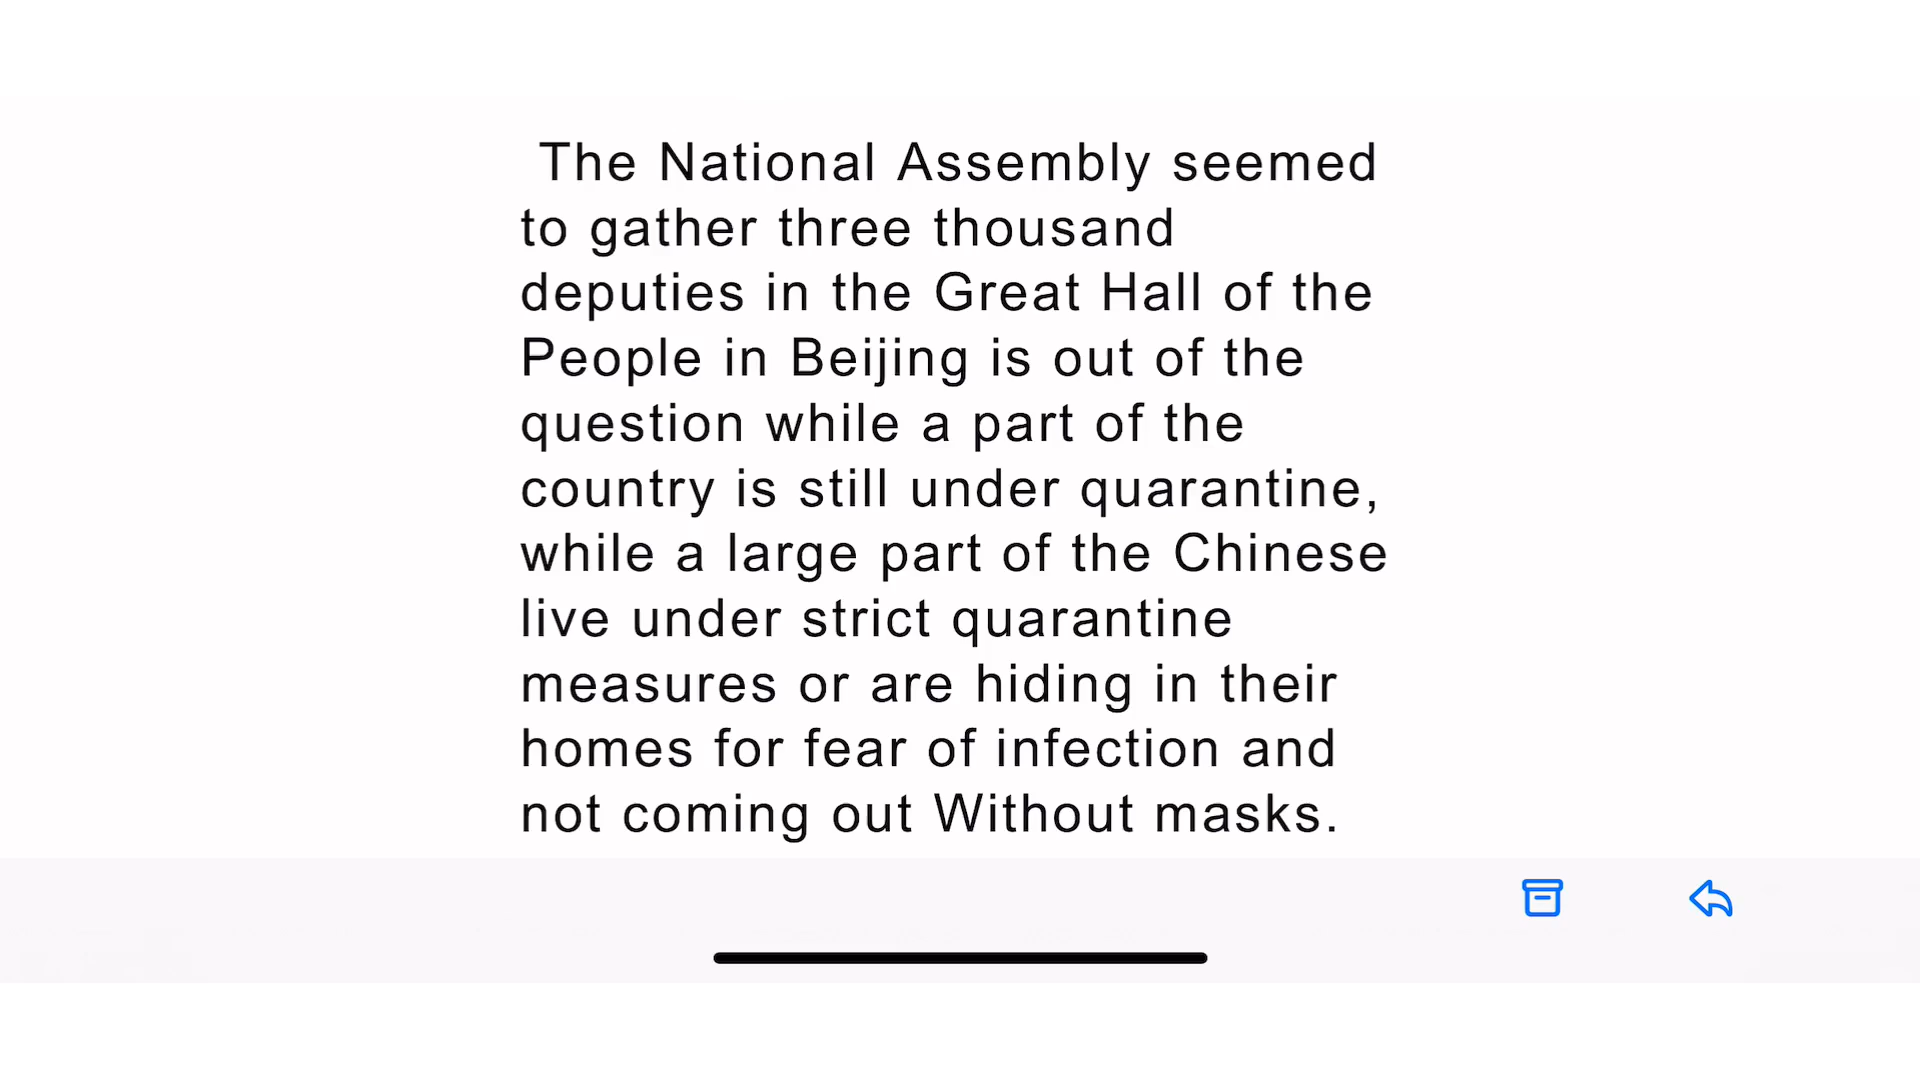 The National Assembly seemed
to gather three thousand
deputies in the Great Hall of the
People in Beijing is out of the
question while a part of the
country is still under quarantine,
while a large part of the Chinese
live under strict quarantine
measures or are hiding in their
homes for fear of infection and
not coming out Without masks.